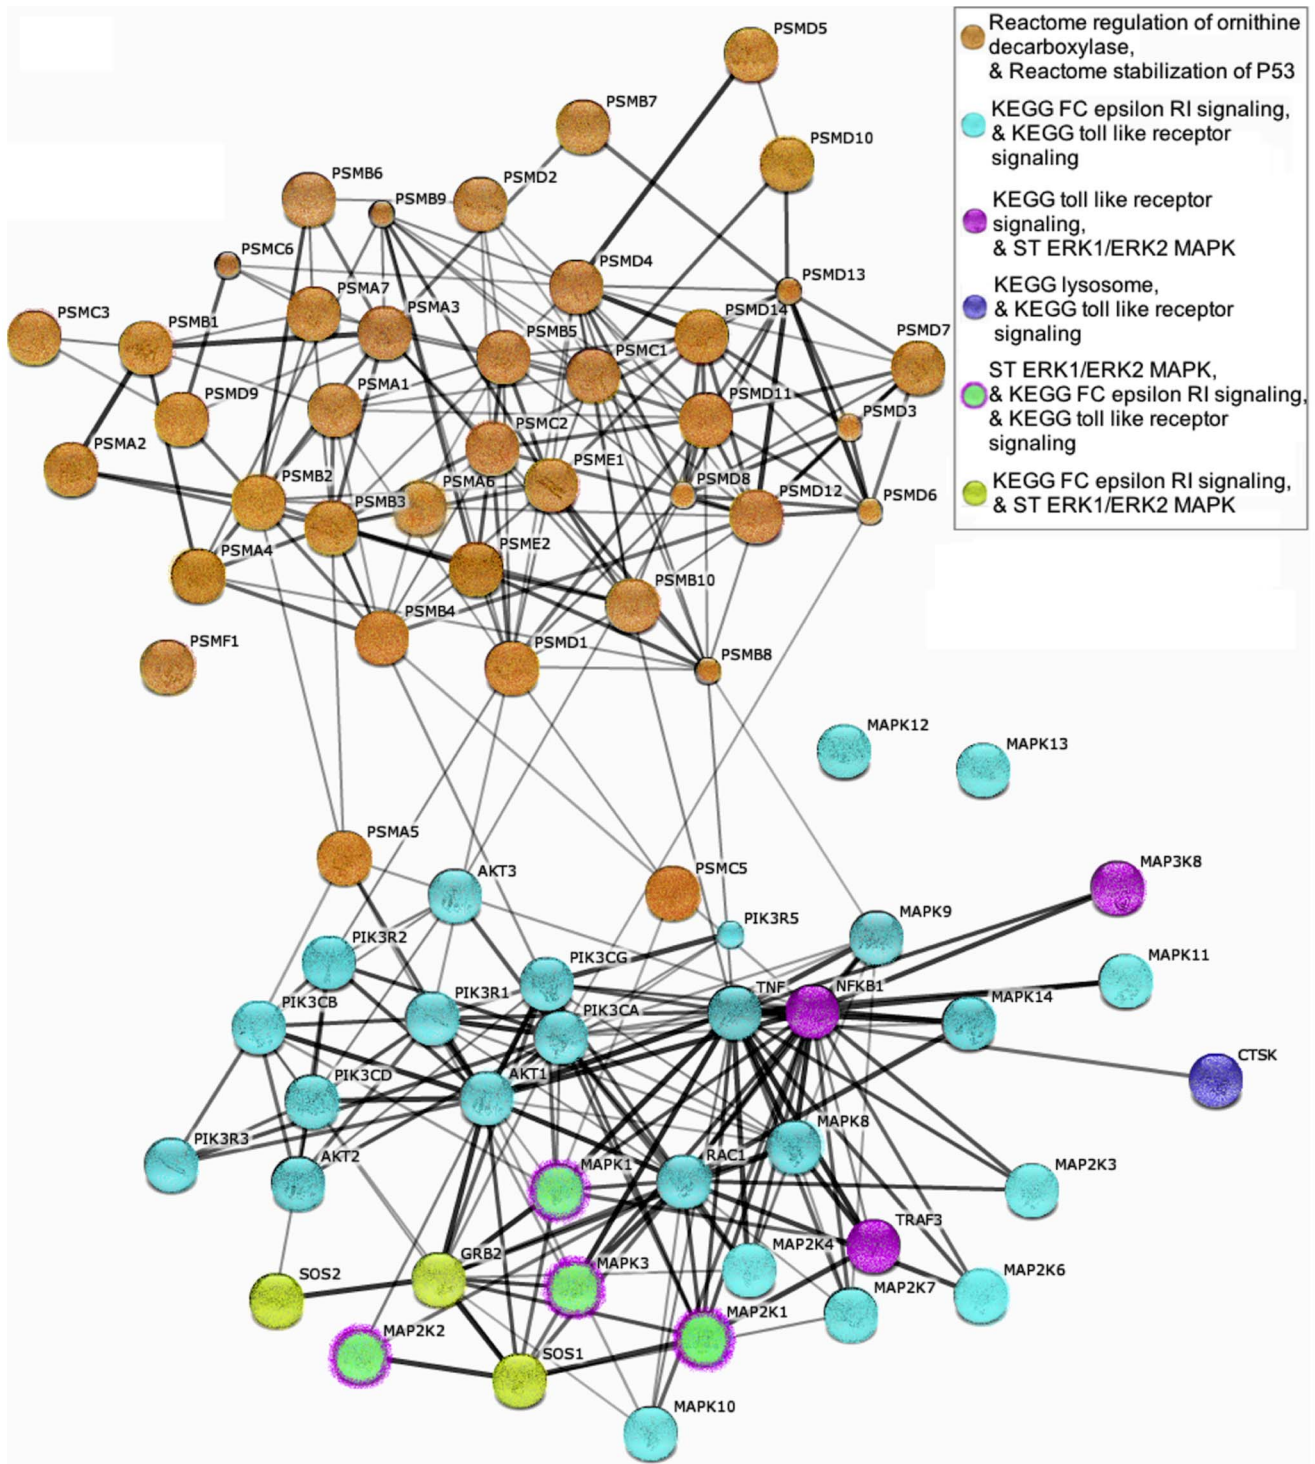 Reactome regulation of ornithine
decarboxylase,
& Reactome stabilization of P53
KEGG FC epsilon RI signaling,
& KEGG toll like receptor
signaling
KEGG toll like receptor
signaling,
& ST ERK1/ERK2 MAPK
KEGG lysosome,
& KEGG toll like receptor
signaling
ST ERK1/ERK2 MAPK,
& KEGG FC epsilon RI signaling,
& KEGG toll like receptor
signaling
KEGG FC epsilon RI signaling,
& ST ERK1/ERK2 MAPK
PSMD5
PSMB7
PSMD10
PSMB6
PSMD2
PSMB9
PSMC6
PSMD4
PSMD13
PSMA7
PSMA3
PSMC3
PSMB1
PSMD14
PSMB5
PSMD7
PSMC1
PSMA1
PSMD9
PSMD11
PSMD3
PSMC2
PSMA2
PSME1
PSMB2
PSMA6
PSMD8
PSMD12
PSMB3
PSMD6
PSME2
PSMA4
PSMB10
PSMB4
PSMF1
PSMD1
PSMB8
MAPK12
MAPK13
PSMA5
MAP3K8
AKT3
PSMC5
MAPK9
PIK3R5
PIK3R2
MAPK11
PIK3CG
TNF
NFKB1
PIK3R1
MAPK14
PIK3CB
PIK3CA
CTSK
AKT1
PIK3CD
MAPK8
PIK3R3
AKT2
MAPK1
RAC1
MAP2K3
TRAF3
MAP2K4
GRB2
MAPK3
MAP2K6
SOS2
MAP2K7
MAP2K1
MAP2K2
SOS1
MAPK10